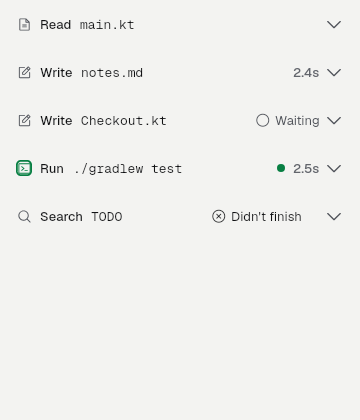 Read main.kt
Write notes.md 2.4s
Write Checkout.kt Waiting
Run ./gradlew test 2.5s
Search TODO Didn't finish